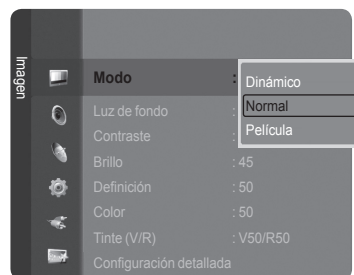 Imagen
Modo :
Dinámico
Normal
Película
Luz de fondo :
Contraste :
Brillo : 45
Definición : 50
Color : 50
Tinte (V/R) : V50/R50
Configuración detallada